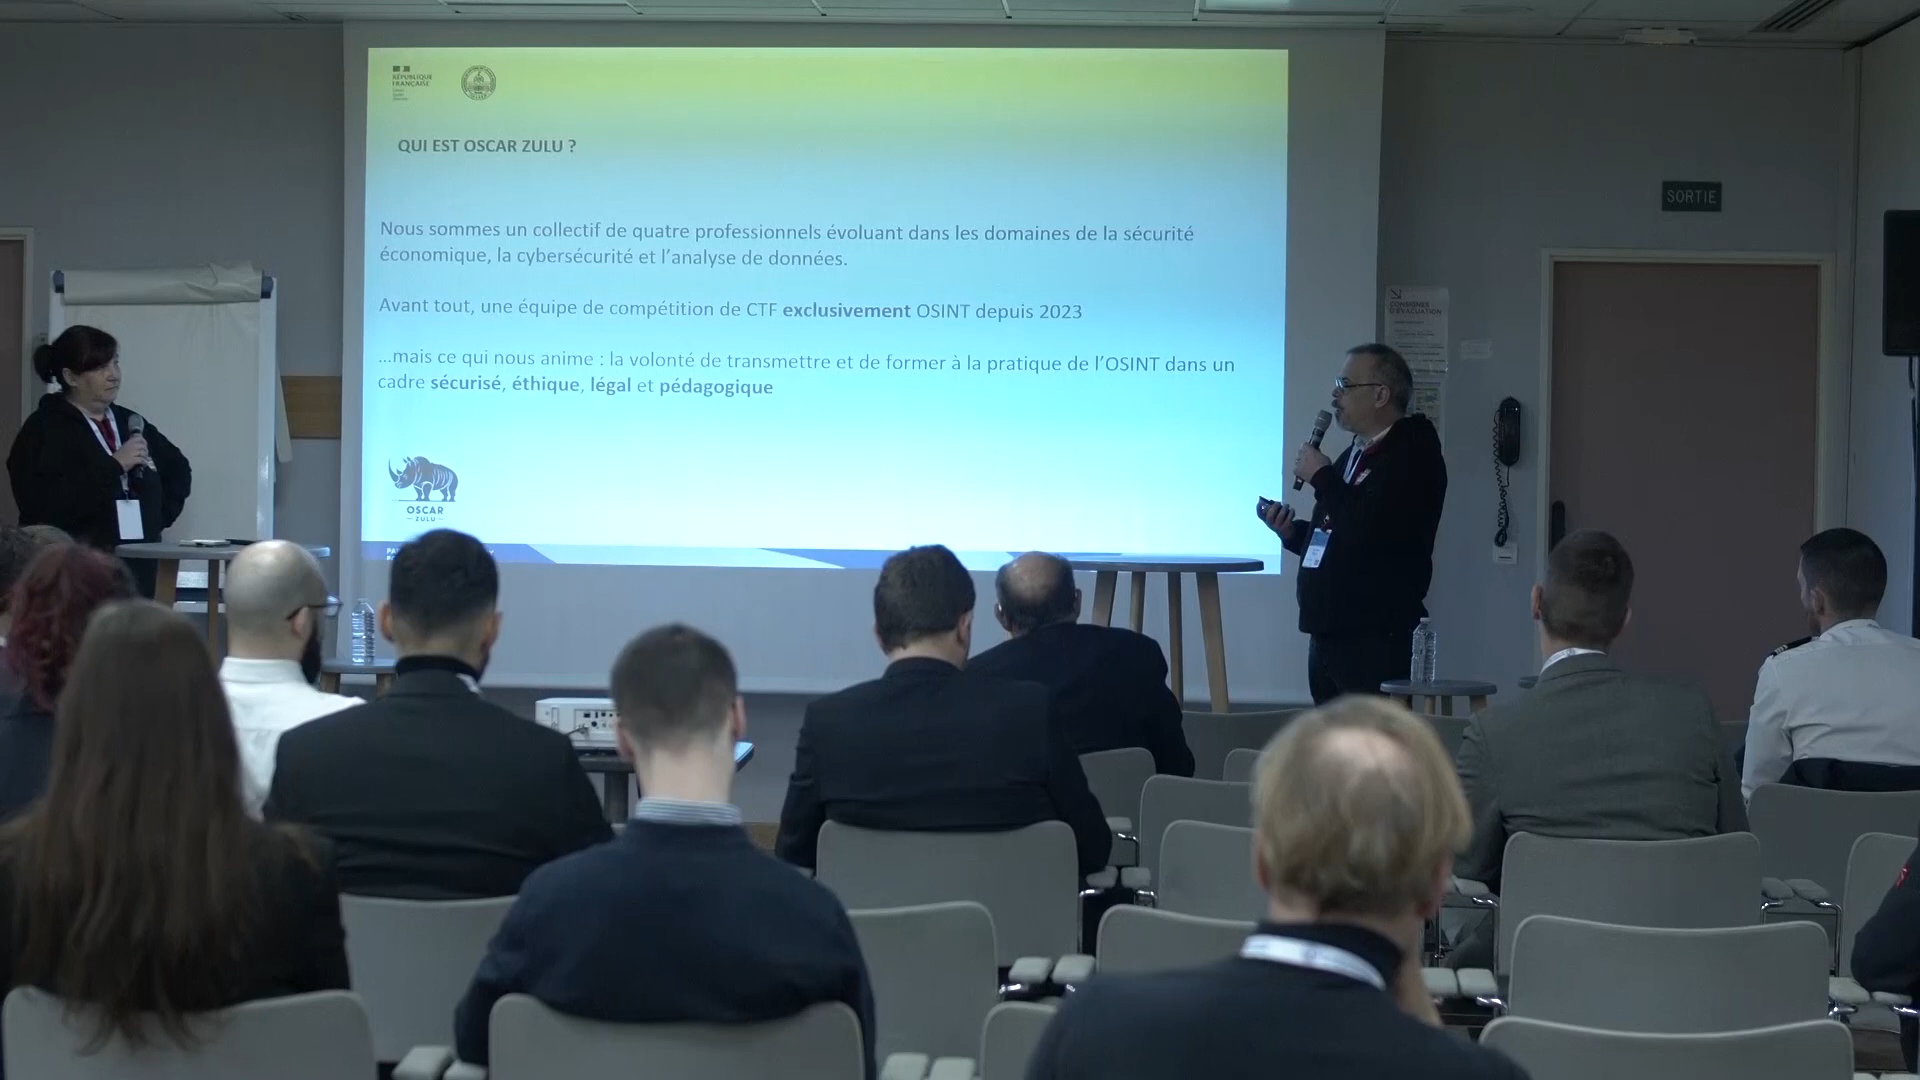 RÉPUBLIQUE
FRANÇAISE
QUI EST OSCAR ZULU ?
Nous sommes un collectif de quatre professionnels évoluant dans les domaines de la sécurité
économique, la cybersécurité et l'analyse de données.
Avant tout, une équipe de compétition de CTF exclusivement OSINT depuis 2023
...mais ce qui nous anime : la volonté de transmettre et de former à la pratique de l'OSINT dans un
cadre sécurisé, éthique, légal et pédagogique
OSCAR
ZULU
SORTIE
CONSIGNES
D'ÉVACUATION